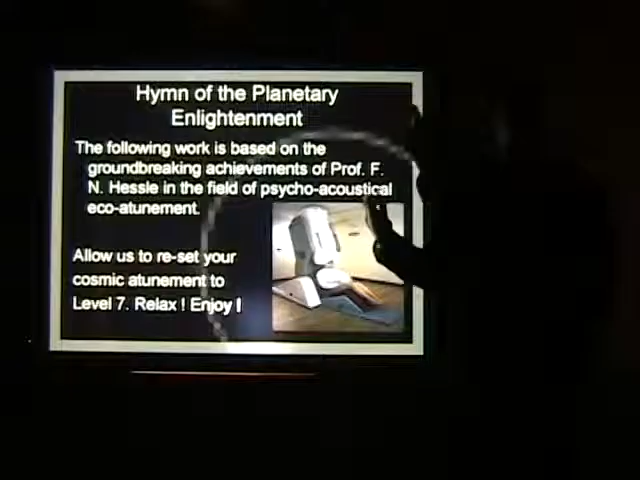 Hymn of the Planetary
Enlightenment
The following work is based on the
groundbreaking achievements of Prof. F.
N. Hessle in the field of psycho-acoustical
eco-atunement.
Allow us to re-set your
cosmic atunement to
Level 7. Relax ! Enjoy !